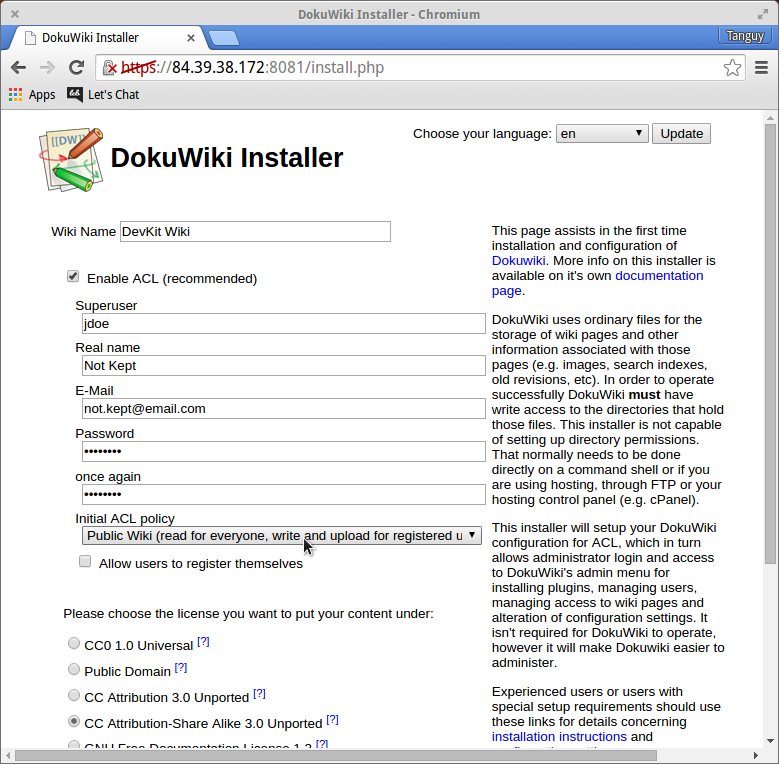 DokuWiki Installer - Chromium
DokuWiki Installer
Tanguy
https://84.39.38.172:8081/install.php
Apps
Let's Chat
[[DW]]
DokuWiki Installer
Choose your language: en Update
Wiki Name DevKit Wiki
Enable ACL (recommended)
Superuser
jdoe
Real name
Not Kept
E-Mail
not.kept@email.com
Password
••••••••
once again
••••••••
Initial ACL policy
Public Wiki (read for everyone, write and upload for registered u
Allow users to register themselves
Please choose the license you want to put your content under:
CC0 1.0 Universal [?]
Public Domain [?]
CC Attribution 3.0 Unported [?]
CC Attribution-Share Alike 3.0 Unported [?]
GNU Free Documentation License 1.3 [?]
This page assists in the first time
installation and configuration of
Dokuwiki. More info on this installer is
available on it's own documentation
page.
DokuWiki uses ordinary files for the
storage of wiki pages and other
information associated with those
pages (e.g. images, search indexes,
old revisions, etc). In order to operate
successfully DokuWiki must have
write access to the directories that hold
those files. This installer is not capable
of setting up directory permissions.
That normally needs to be done
directly on a command shell or if you
are using hosting, through FTP or your
hosting control panel (e.g. cPanel).
This installer will setup your DokuWiki
configuration for ACL, which in turn
allows administrator login and access
to DokuWiki's admin menu for
installing plugins, managing users,
managing access to wiki pages and
alteration of configuration settings. It
isn't required for DokuWiki to operate,
however it will make Dokuwiki easier to
administer.
Experienced users or users with
special setup requirements should use
these links for details concerning
installation instructions and